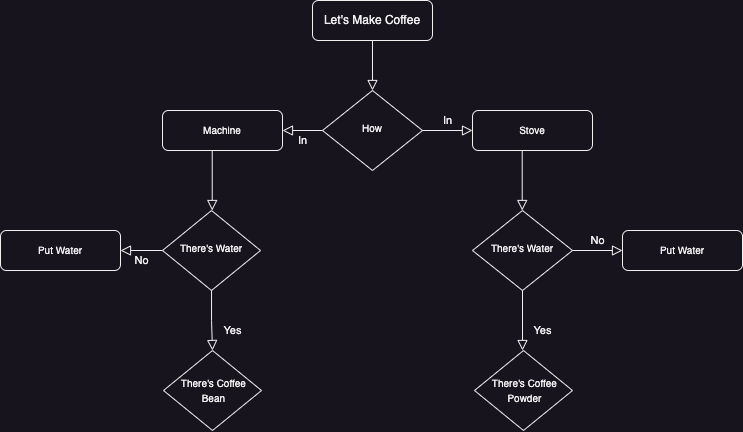 Let's Make Coffee
How
In
In
Machine
Stove
There's Water
There's Water
No
No
Put Water
Put Water
Yes
Yes
There's Coffee
Bean
There's Coffee
Powder